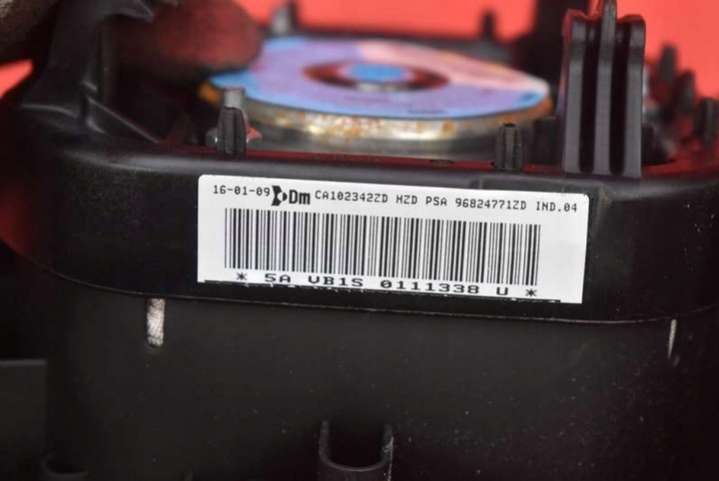 16-01-09 Dm CA102342ZD HZD PSA 96824771ZD IND.04
* 5A VB1S 0111338 U *